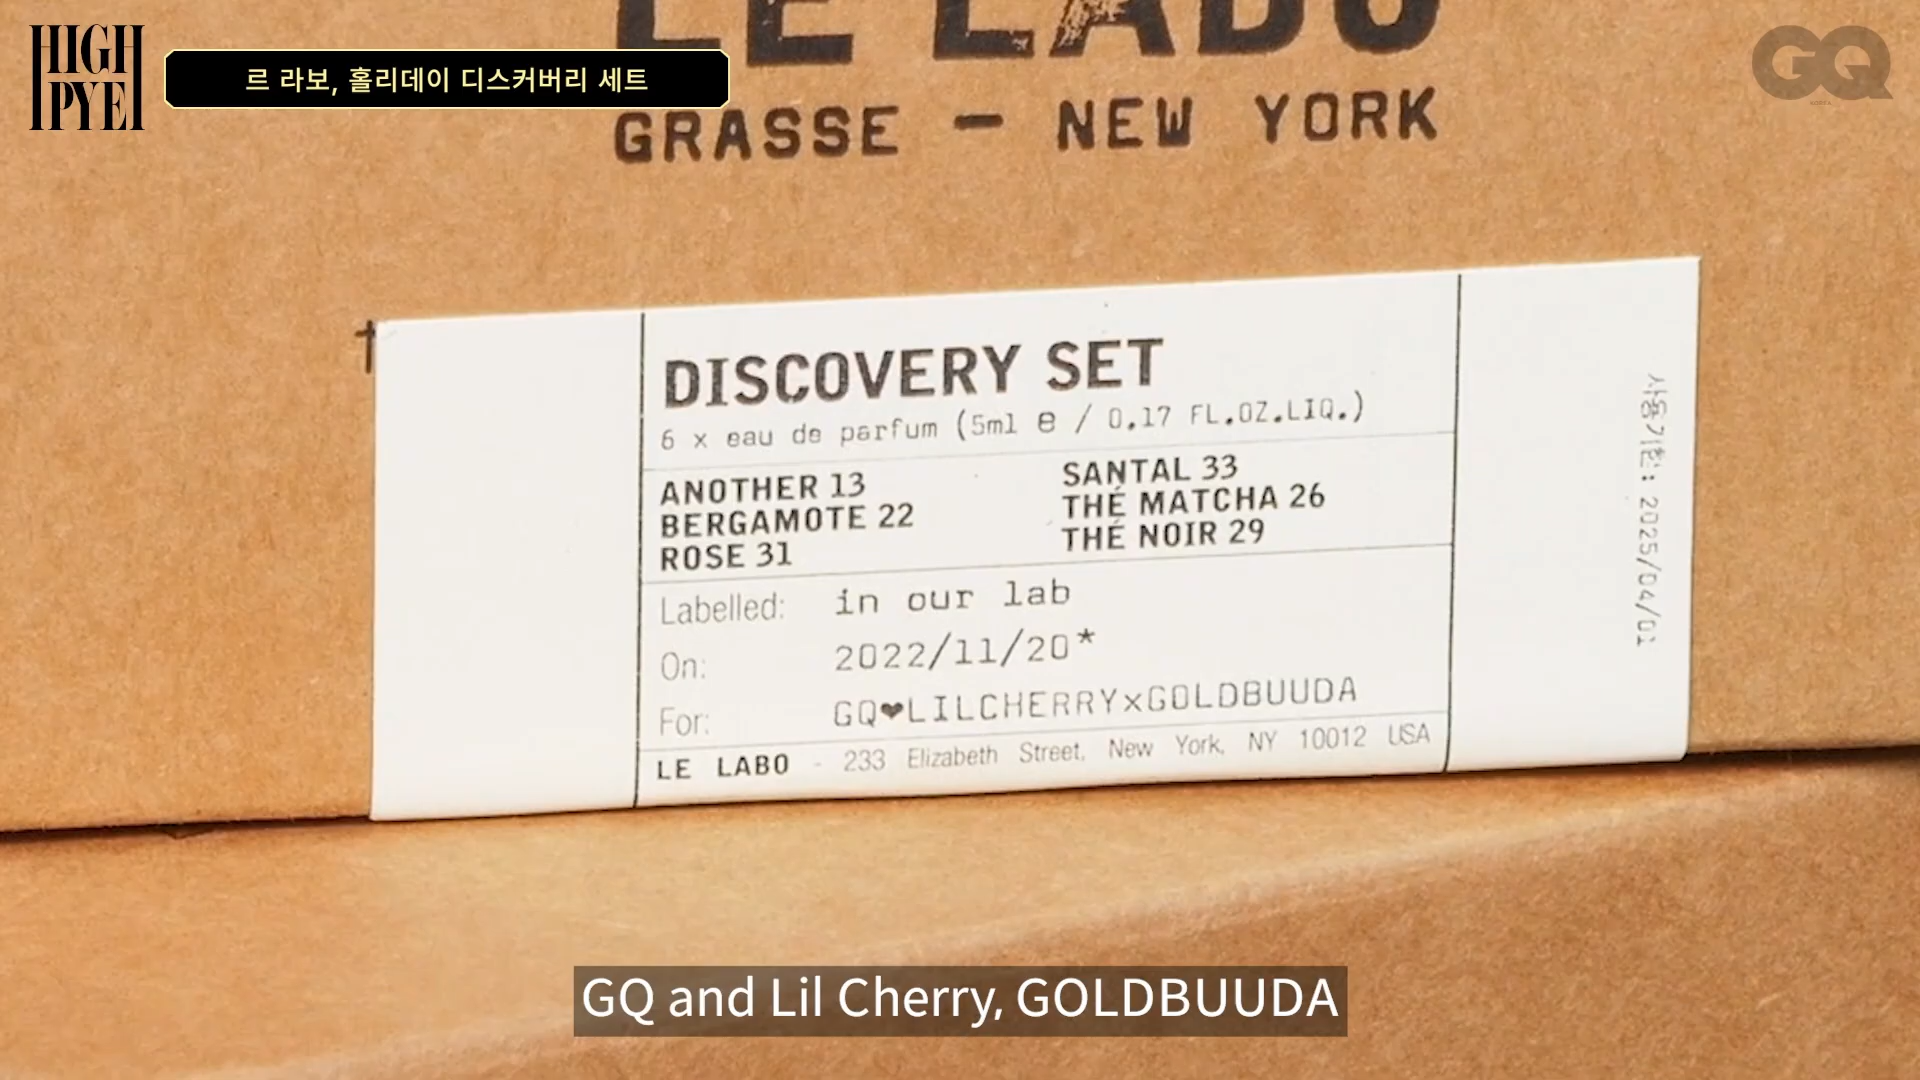 HIGH
PYE
르 라보, 홀리데이 디스커버리 세트
GQ
KOREA
LE LABO
GRASSE — NEW YORK
DISCOVERY SET
6 x eau de parfum (5ml e / 0.17 FL.OZ.LIQ.)
ANOTHER 13
BERGAMOTE 22
ROSE 31
SANTAL 33
THÉ MATCHA 26
THÉ NOIR 29
Labelled: in our lab
On: 2022/11/20*
For: GQ❤LILCHERRYxGOLDBUUDA
LE LABO - 233 Elizabeth Street, New York, NY 10012 USA
사용기한: 2025/04/01
GQ and Lil Cherry, GOLDBUUDA